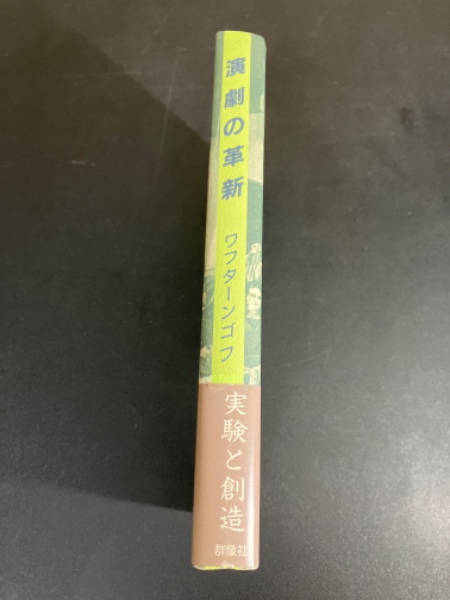 演劇の革新
ワフターンゴフ
実験と創造
群像社